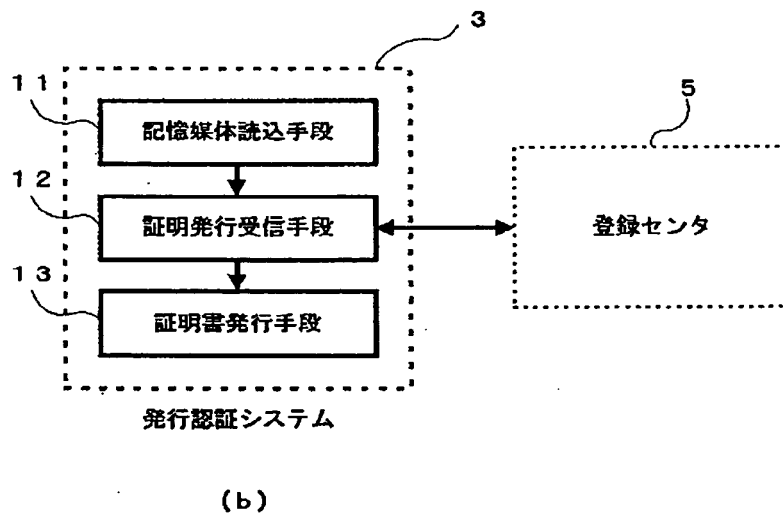 3
11
記憶媒体読込手段
5
12
証明発行受信手段
登録センタ
13
証明書発行手段
発行認証システム
(b)